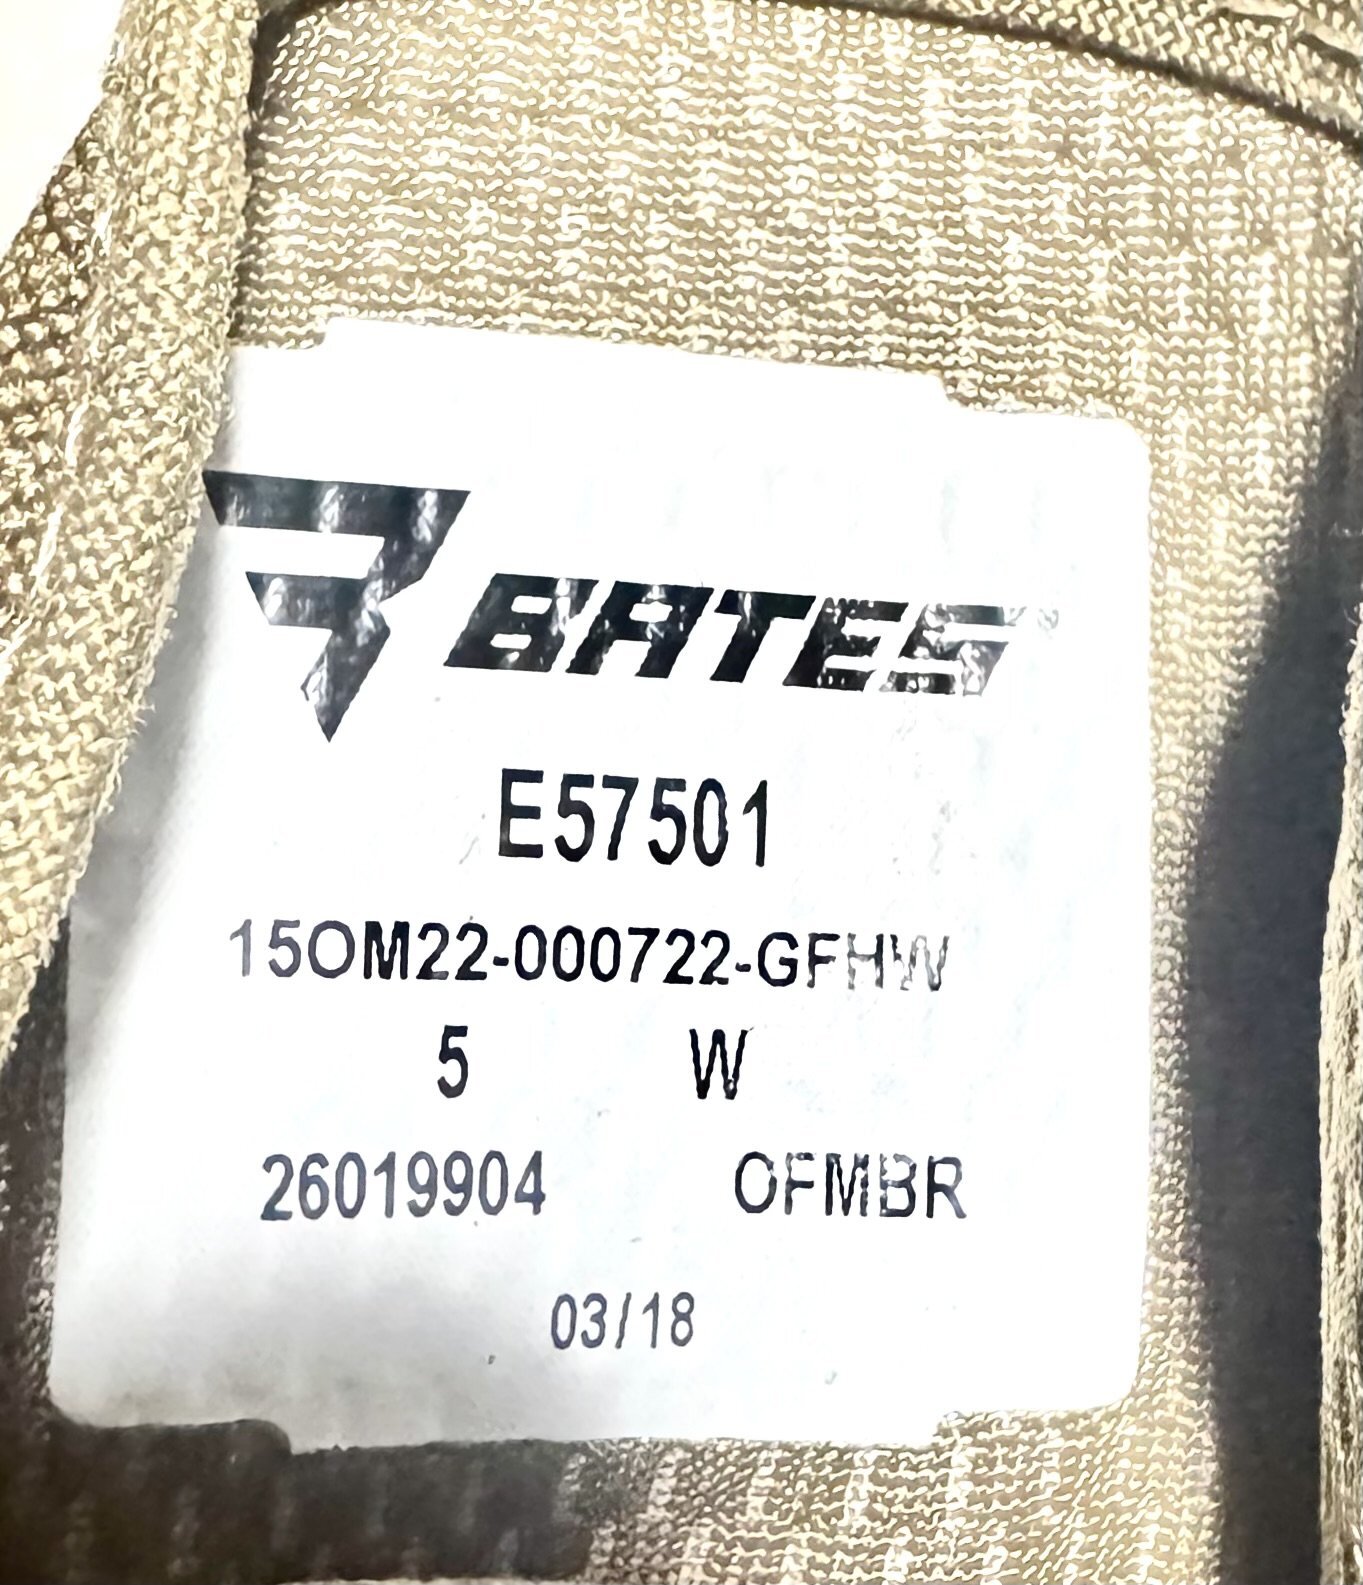 BATES
E57501
15OM22-000722-GFHW
5 W
26019904 OFMBR
03/18